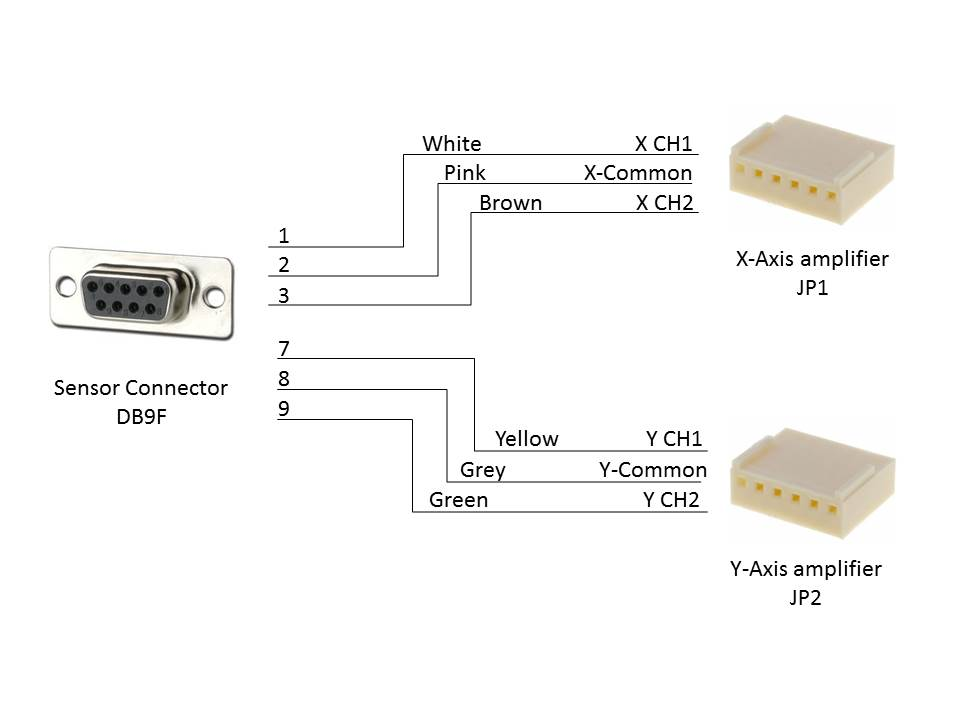 White X CH1
Pink X-Common
Brown X CH2
1
2
3
X-Axis amplifier
JP1
7
8
9
Sensor Connector
DB9F
Yellow Y CH1
Grey Y-Common
Green Y CH2
Y-Axis amplifier
JP2